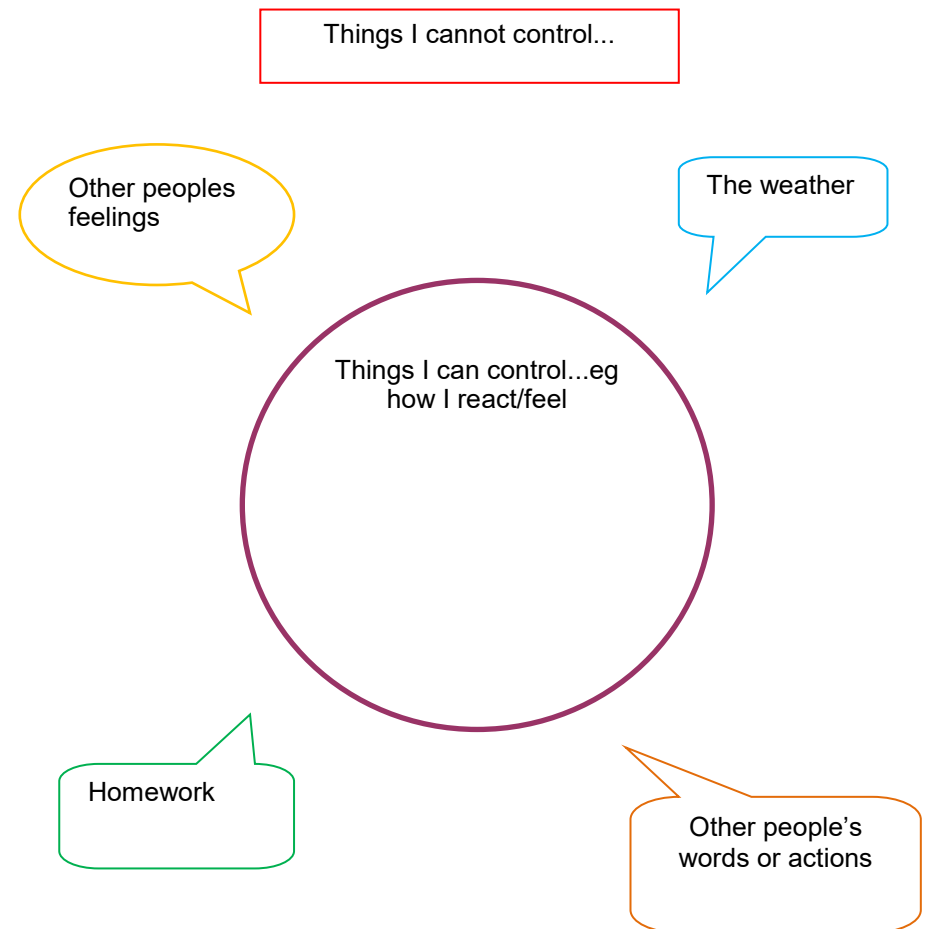 Things I cannot control...
Other peoples
feelings
The weather
Things I can control...eg
how I react/feel
Homework
Other people’s
words or actions